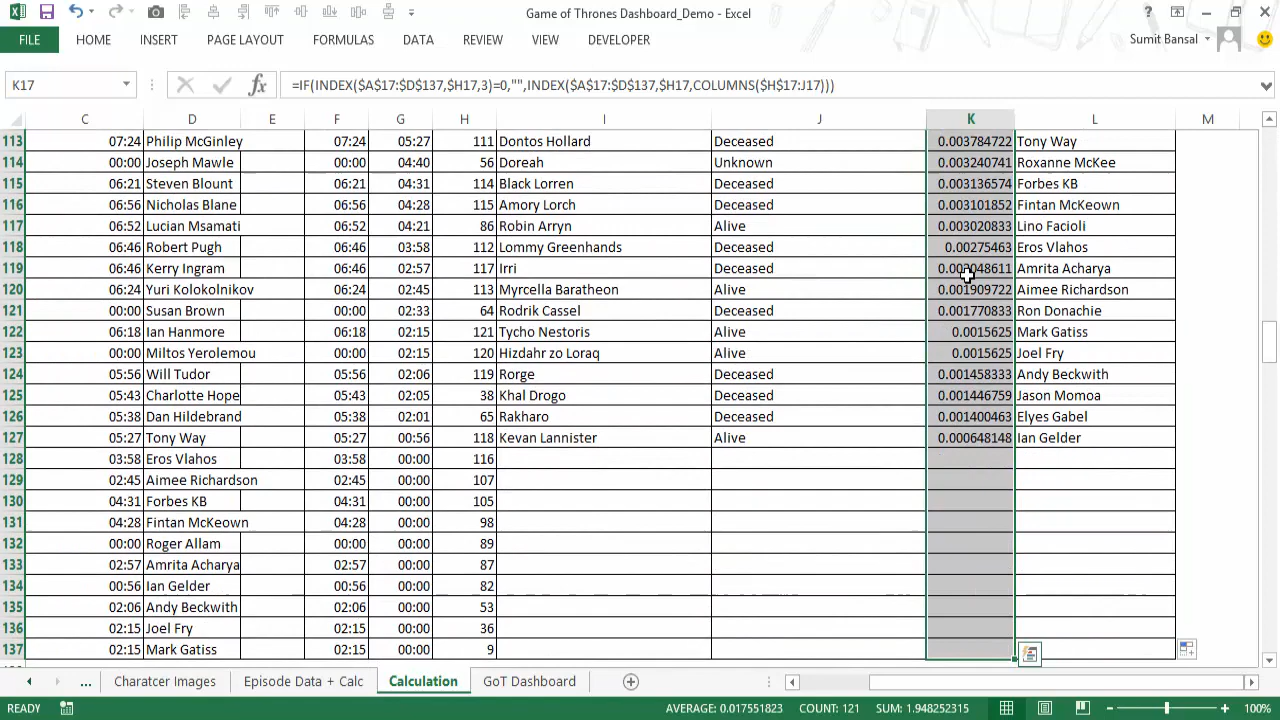 Game of Thrones Dashboard_Demo - Excel
FILE HOME INSERT PAGE LAYOUT FORMULAS DATA REVIEW VIEW DEVELOPER Sumit Bansal
K17 fx =IF(INDEX($A$17:$D$137,$H17,3)=0,"",INDEX($A$17:$D$137,$H17,COLUMNS($H$17:J17)))
C D E F G H I J K L M
113 07:24 Philip McGinley 07:24 05:27 111 Dontos Hollard Deceased 0.003784722 Tony Way
114 00:00 Joseph Mawle 00:00 04:40 56 Doreah Unknown 0.003240741 Roxanne McKee
115 06:21 Steven Blount 06:21 04:31 114 Black Lorren Deceased 0.003136574 Forbes KB
116 06:56 Nicholas Blane 06:56 04:28 115 Amory Lorch Deceased 0.003101852 Fintan McKeown
117 06:52 Lucian Msamati 06:52 04:21 86 Robin Arryn Alive 0.003020833 Lino Facioli
118 06:46 Robert Pugh 06:46 03:58 112 Lommy Greenhands Deceased 0.00275463 Eros Vlahos
119 06:46 Kerry Ingram 06:46 02:57 117 Irri Deceased Amrita Acharya
120 06:24 Yuri Kolokolnikov 06:24 02:45 113 Myrcella Baratheon Alive 0.001909722 Aimee Richardson
121 00:00 Susan Brown 00:00 02:33 64 Rodrik Cassel Deceased 0.001770833 Ron Donachie
122 06:18 Ian Hanmore 06:18 02:15 121 Tycho Nestoris Alive 0.0015625 Mark Gatiss
123 00:00 Miltos Yerolemou 00:00 02:15 120 Hizdahr zo Loraq Alive 0.0015625 Joel Fry
124 05:56 Will Tudor 05:56 02:06 119 Rorge Deceased 0.001458333 Andy Beckwith
125 05:43 Charlotte Hope 05:43 02:05 38 Khal Drogo Deceased 0.001446759 Jason Momoa
126 05:38 Dan Hildebrand 05:38 02:01 65 Rakharo Deceased 0.001400463 Elyes Gabel
127 05:27 Tony Way 05:27 00:56 118 Kevan Lannister Alive 0.000648148 Ian Gelder
128 03:58 Eros Vlahos 03:58 00:00 116
129 02:45 Aimee Richardson 02:45 00:00 107
130 04:31 Forbes KB 04:31 00:00 105
131 04:28 Fintan McKeown 04:28 00:00 98
132 00:00 Roger Allam 00:00 00:00 89
133 02:57 Amrita Acharya 02:57 00:00 87
134 00:56 Ian Gelder 00:56 00:00 82
135 02:06 Andy Beckwith 02:06 00:00 53
136 02:15 Joel Fry 02:15 00:00 36
137 02:15 Mark Gatiss 02:15 00:00 9
... Charatcer Images Episode Data + Calc Calculation GoT Dashboard
READY AVERAGE: 0.017551823 COUNT: 121 SUM: 1.948252315 100%